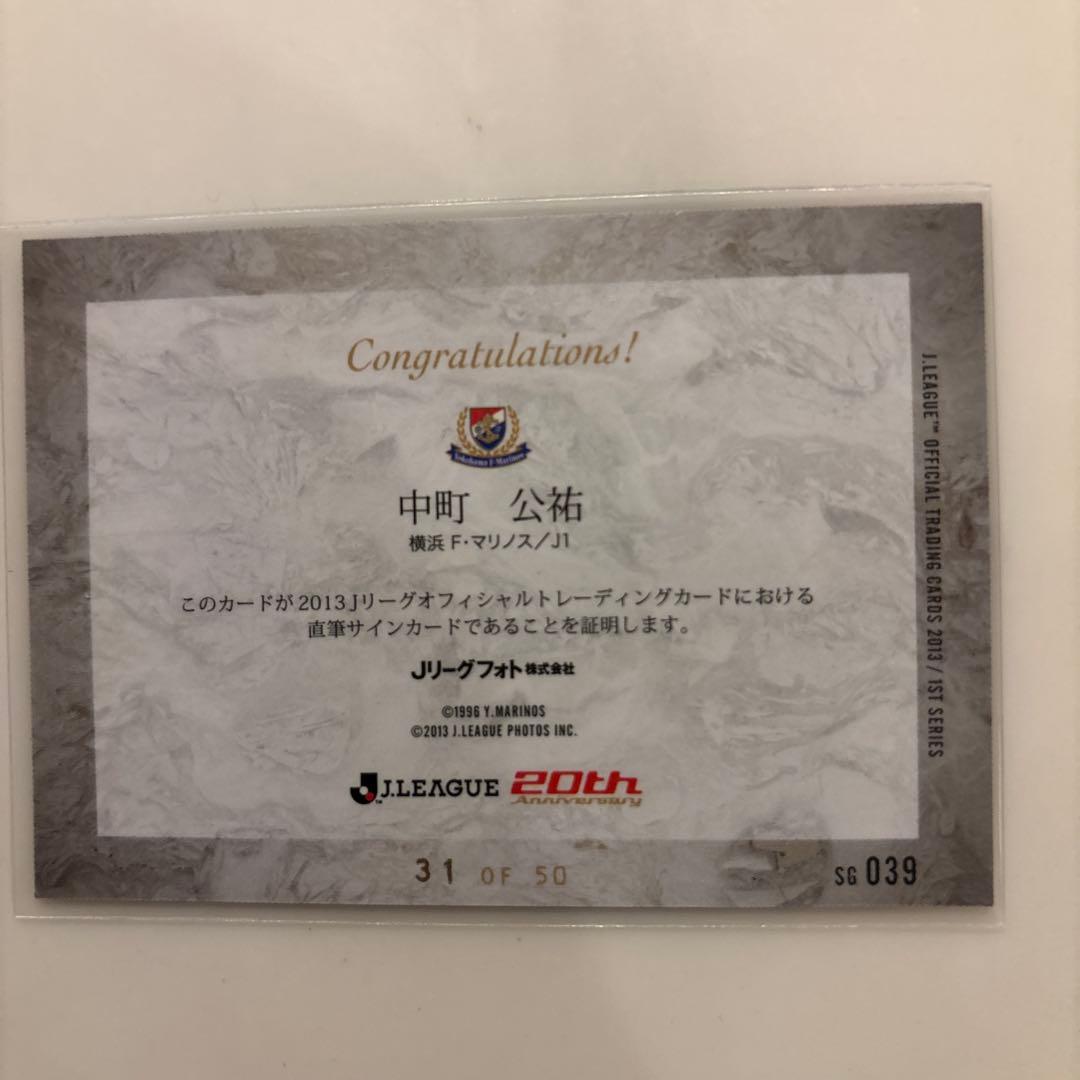 Congratulations!
Yokohama F·Marinos
中町 公祐
横浜 F・マリノス/J1
このカードが2013Jリーグオフィシャルトレーディングカードにおける
直筆サインカードであることを証明します。
Jリーグフォト株式会社
©1996 Y.MARINOS
©2013 J.LEAGUE PHOTOS INC.
J.LEAGUE 20th
TM Anniversary
31 OF 50
SG 039
J.LEAGUE™ OFFICIAL TRADING CARDS 2013 / 1ST SERIES